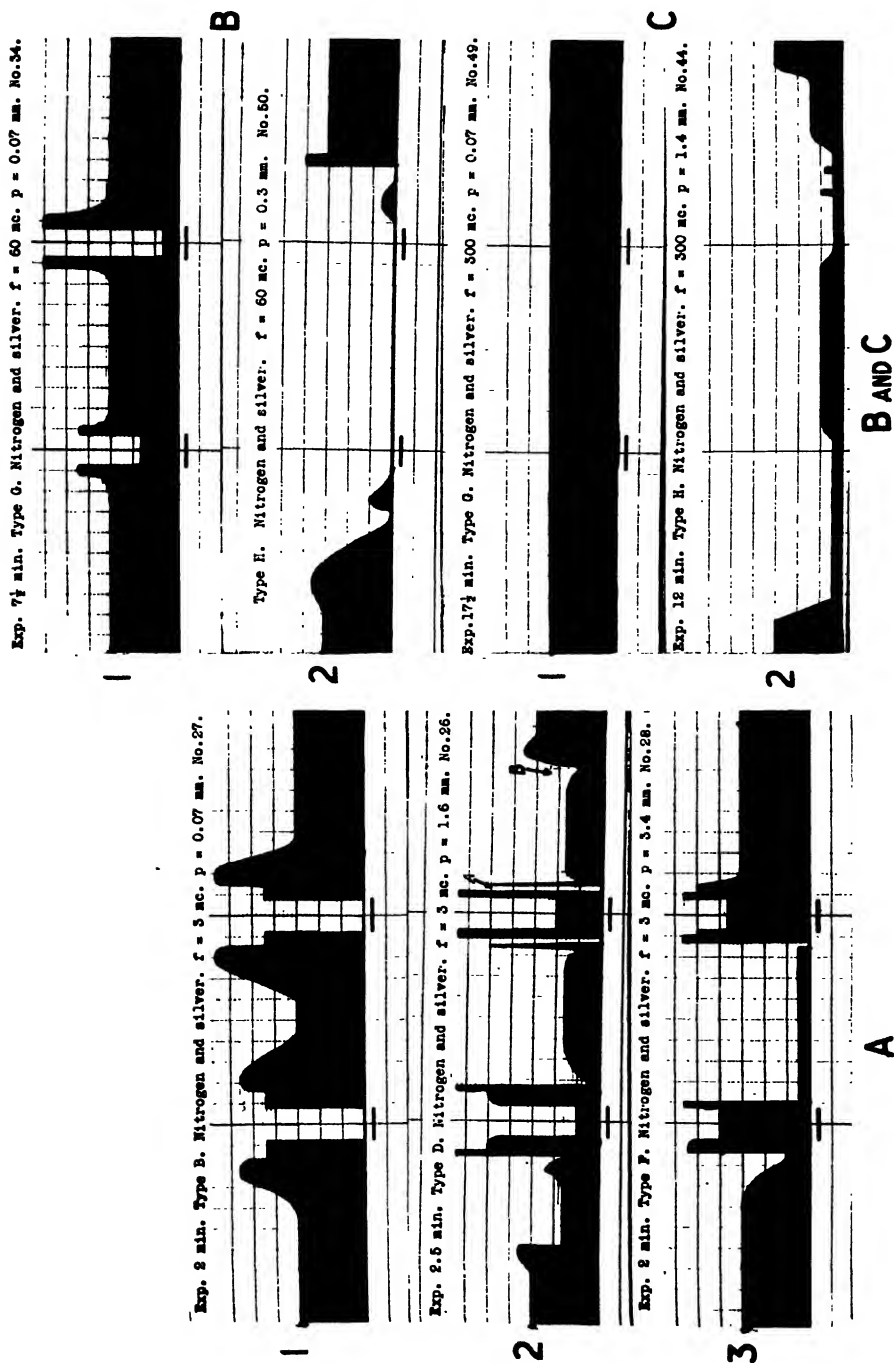 Exp. 2 min. Type B. Nitrogen and silver. f = 3 mc. p = 0.07 mm. No.27.
1
Exp. 2.5 min. Type D. Nitrogen and silver. f = 3 mc. p = 1.6 mm. No.26.
2
A
Exp. 2 min. Type F. Nitrogen and silver. f = 3 mc. p = 3.4 mm. No.28.
3
A
Exp. 7½ min. Type G. Nitrogen and silver. f = 60 mc. p = 0.07 mm. No.34.
1
B
Type H. Nitrogen and silver. f = 60 mc. p = 0.3 mm. No.50.
2
Exp.17½ min. Type G. Nitrogen and silver. f = 300 mc. p = 0.07 mm. No.49.
1
C
Exp. 12 min. Type H. Nitrogen and silver. f = 300 mc. p = 1.4 mm. No.44.
2
B AND C